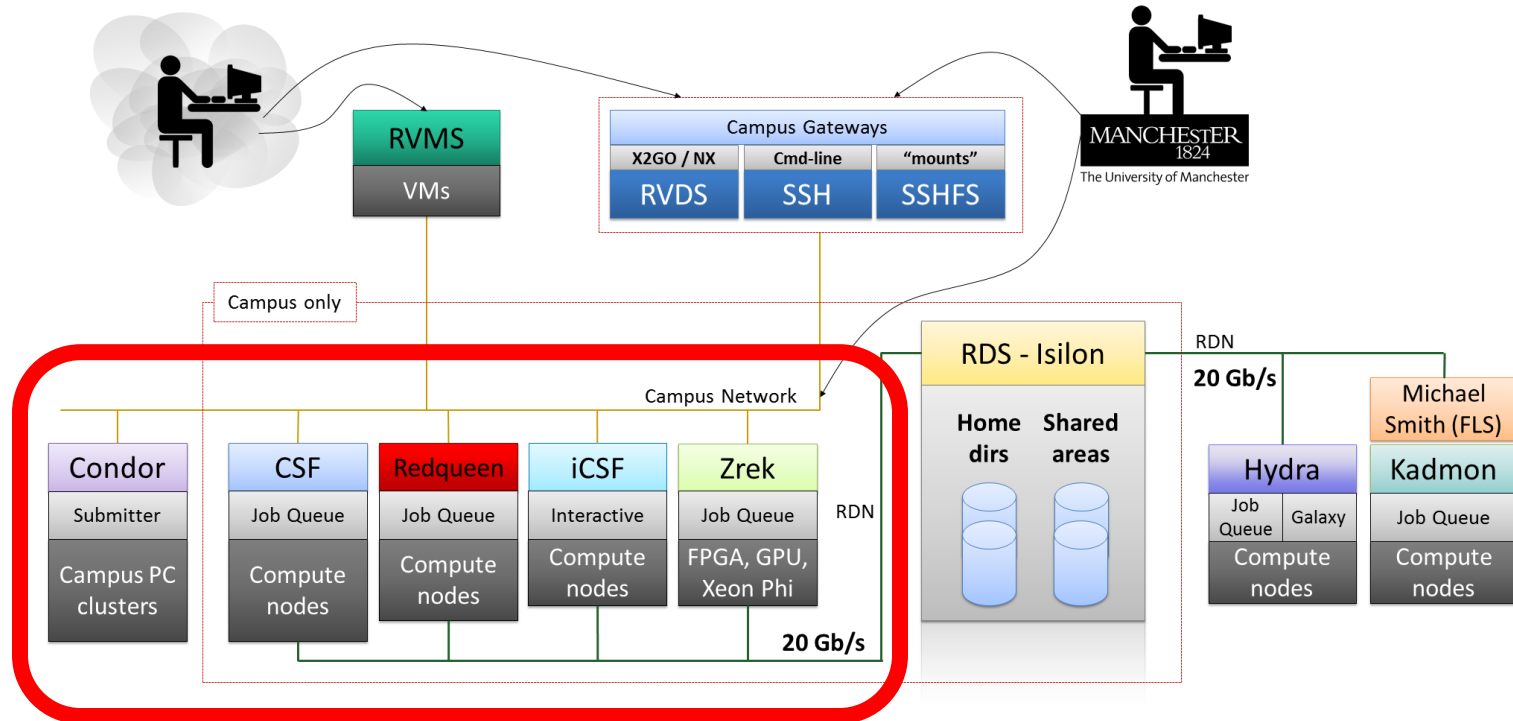 RVMS
VMs
Campus Gateways
X2GO / NX
Cmd-line
“mounts”
RVDS
SSH
SSHFS
MANCHESTER
1824
The University of Manchester
Campus only
Campus Network
RDS - Isilon
Home
dirs
Shared
areas
RDN
20 Gb/s
Michael
Smith (FLS)
Condor
Submitter
Campus PC
clusters
CSF
Job Queue
Compute
nodes
Redqueen
Job Queue
Compute
nodes
iCSF
Interactive
Compute
nodes
Zrek
Job Queue
FPGA, GPU,
Xeon Phi
RDN
20 Gb/s
Hydra
Job
Queue
Galaxy
Compute
nodes
Kadmon
Job Queue
Compute
nodes